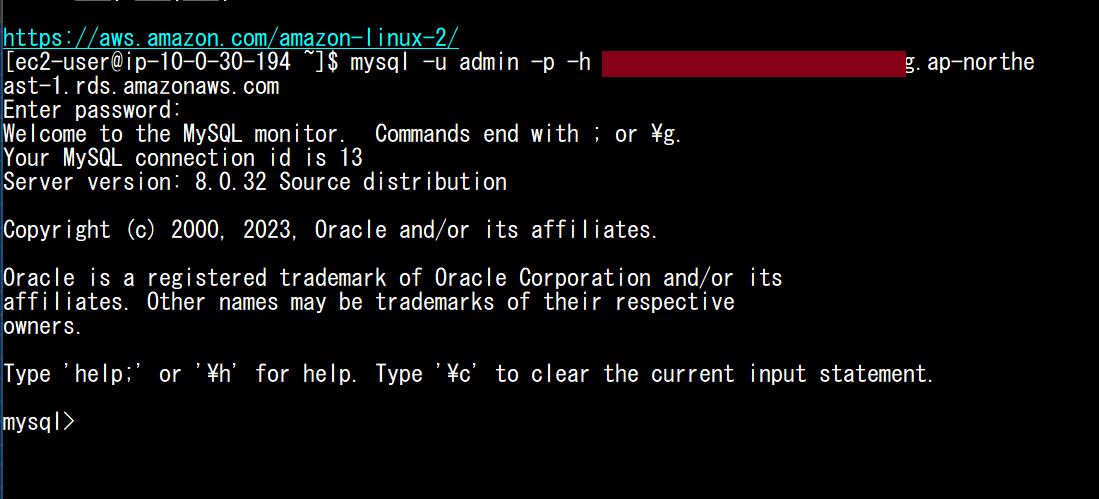 https://aws.amazon.com/amazon-linux-2/
[ec2-user@ip-10-0-30-194 ~]$ mysql -u admin -p -h g.ap-northe
ast-1.rds.amazonaws.com
Enter password:
Welcome to the MySQL monitor.  Commands end with ; or ¥g.
Your MySQL connection id is 13
Server version: 8.0.32 Source distribution
Copyright (c) 2000, 2023, Oracle and/or its affiliates.
Oracle is a registered trademark of Oracle Corporation and/or its
affiliates. Other names may be trademarks of their respective
owners.
Type 'help;' or '¥h' for help. Type '¥c' to clear the current input statement.
mysql>